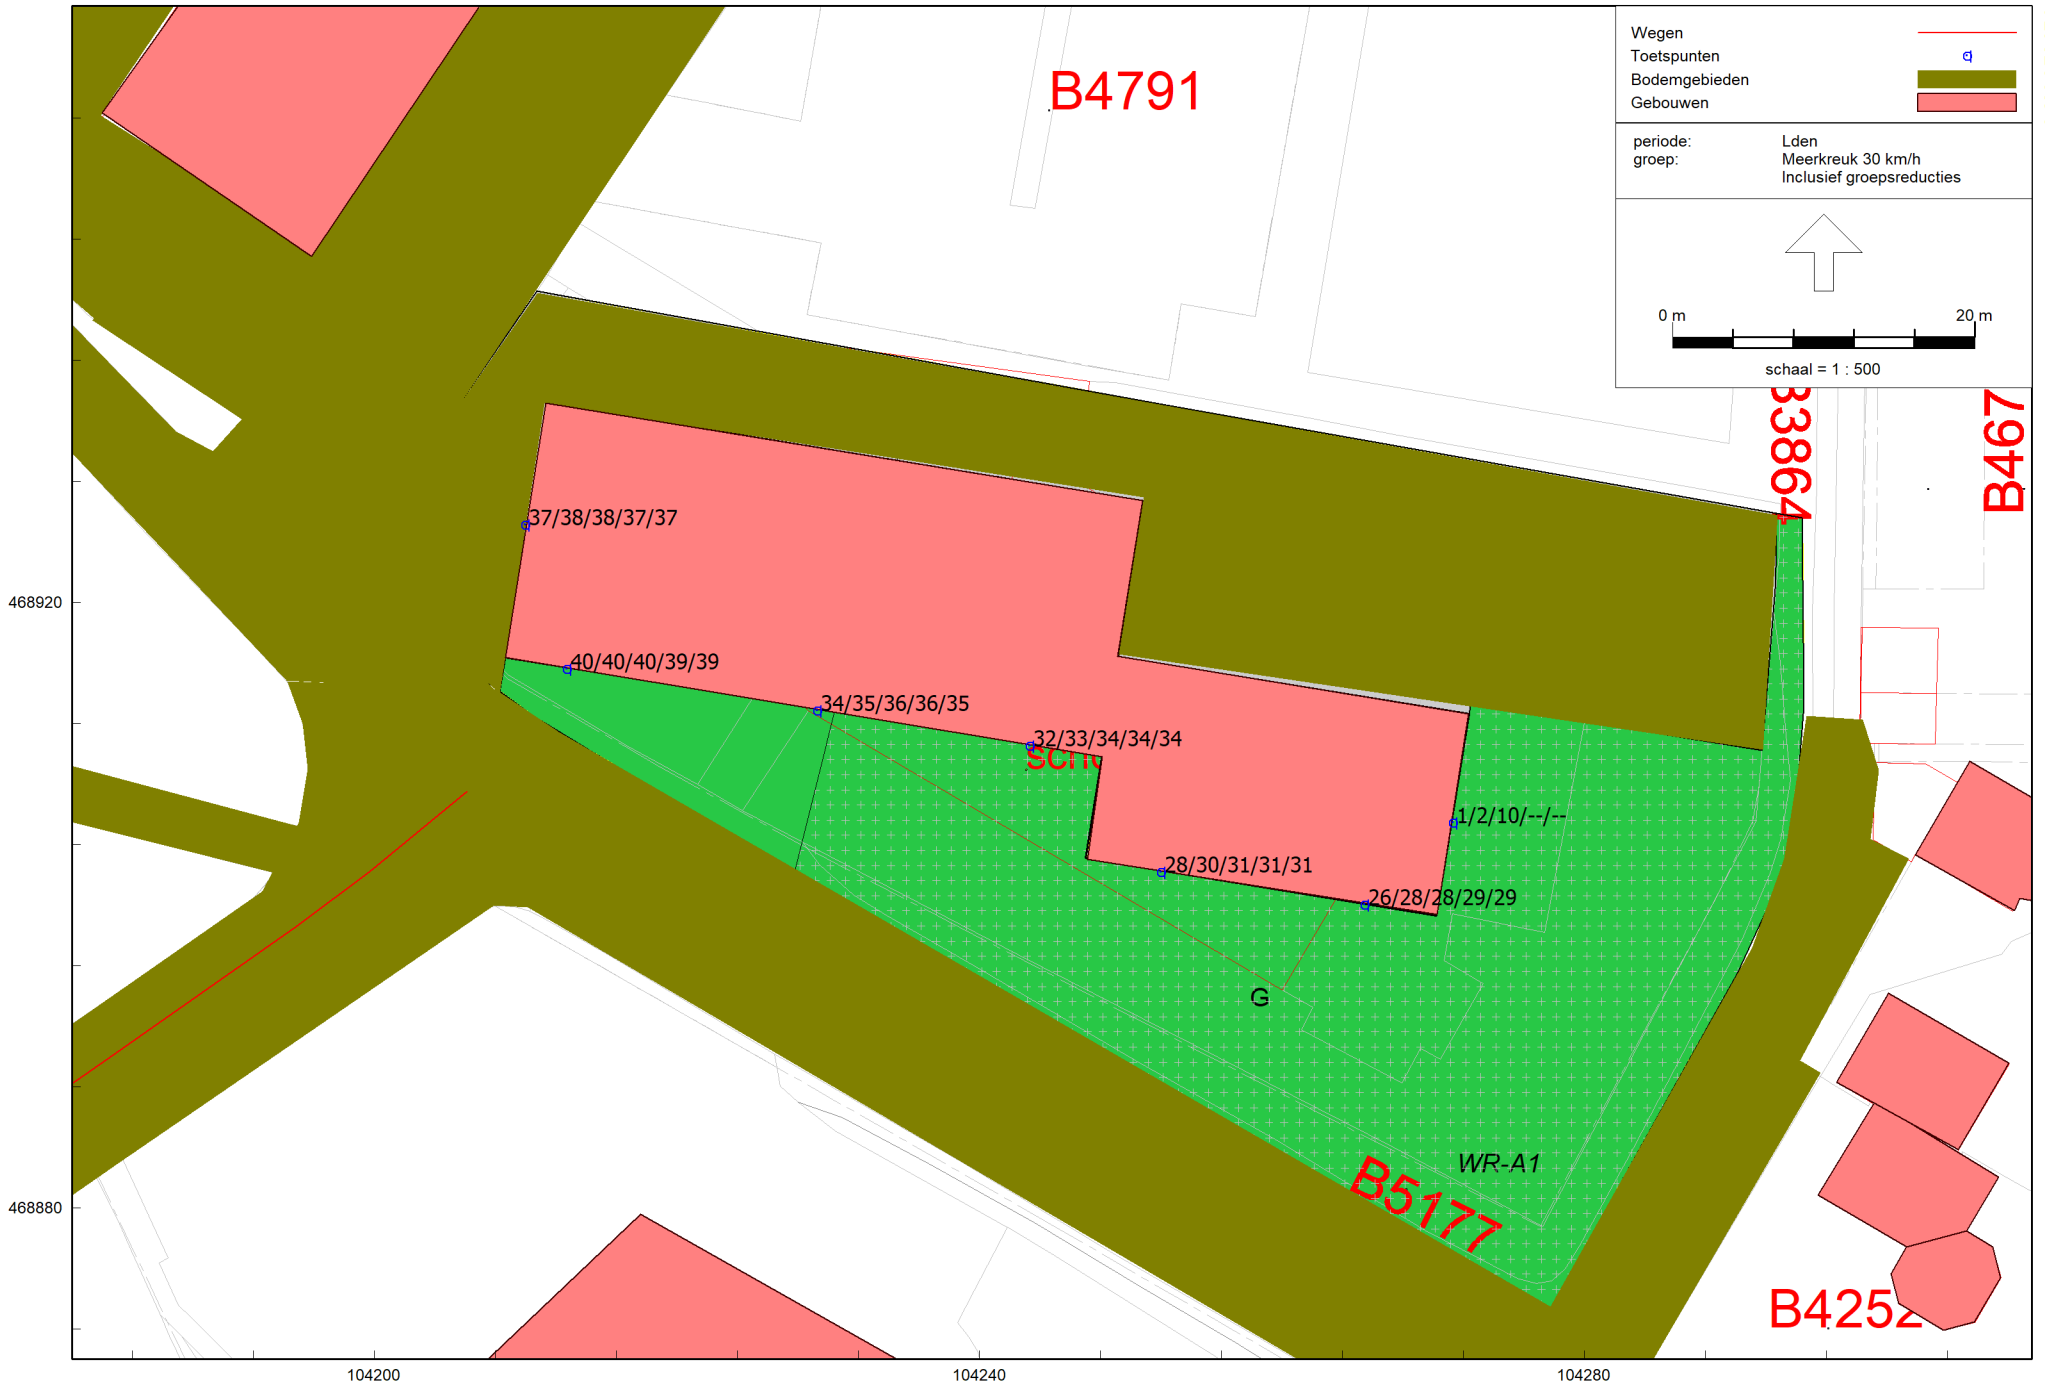 Wegen
Toetspunten
Bodemgebieden
Gebouwen
periode: Lden
groep: Meerkreuk 30 km/h
Inclusief groepsreducties
0 m 20 m
schaal = 1 : 500
B4791
B467
468920
37/38/38/37/37
40/40/40/39/39
34/35/36/36/35
32/33/34/34/34
1/2/10/--/--
28/30/31/31/31
26/28/28/29/29
G
WR-A1
B5177
468880
B4252
104200 104240 104280